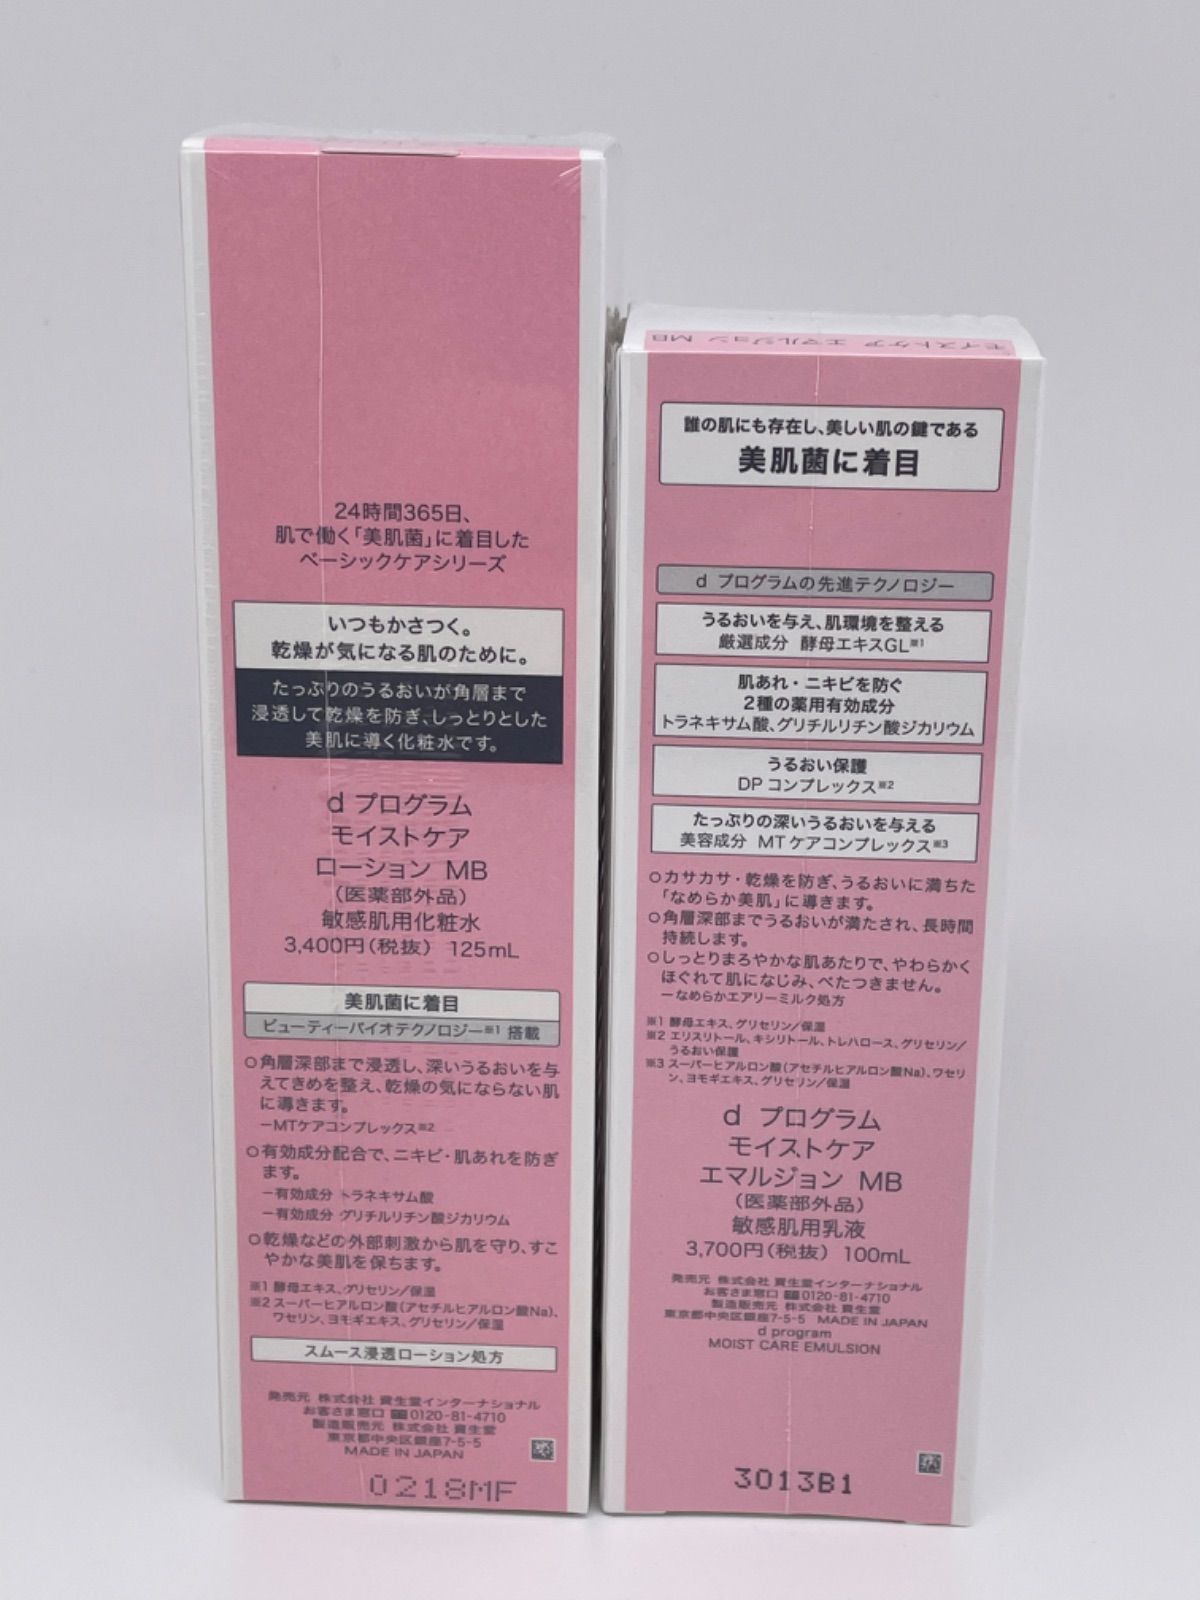 24時間365日、
肌で働く「美肌菌」に着目した
ベーシックケアシリーズ
いつもかさつく。
乾燥が気になる肌のために。
たっぷりのうるおいが角層まで
浸透して乾燥を防ぎ、しっとりとした
美肌に導く化粧水です。
d プログラム
モイストケア
ローション MB
(医薬部外品)
敏感肌用化粧水
3,400円(税抜) 125mL
美肌菌に着目
ビューティーバイオテクノロジー※1 搭載
○角層深部まで浸透し、深いうるおいを与
えてきめを整え、乾燥の気にならない肌
に導きます。
−MTケアコンプレックス※2
○有効成分配合で、ニキビ・肌あれを防ぎ
ます。
−有効成分 トラネキサム酸
−有効成分 グリチルリチン酸ジカリウム
○乾燥などの外部刺激から肌を守り、すこ
やかな美肌を保ちます。
※1 酵母エキス、グリセリン/保湿
※2 スーパーヒアルロン酸(アセチルヒアルロン酸Na)、
ワセリン、ヨモギエキス、グリセリン/保湿
スムース浸透ローション処方
発売元 株式会社 資生堂インターナショナル
お客さま窓口 0120-81-4710
製造販売元 株式会社 資生堂
東京都中央区銀座7-5-5
MADE IN JAPAN
0218MF
モイストケア エマルジョン MB
誰の肌にも存在し、美しい肌の鍵である
美肌菌に着目
d プログラムの先進テクノロジー
うるおいを与え、肌環境を整える
厳選成分 酵母エキスGL※1
肌あれ・ニキビを防ぐ
2種の薬用有効成分
トラネキサム酸、グリチルリチン酸ジカリウム
うるおい保護
DP コンプレックス※2
たっぷりの深いうるおいを与える
美容成分 MTケアコンプレックス※3
○カサカサ・乾燥を防ぎ、うるおいに満ちた
「なめらか美肌」に導きます。
○角層深部までうるおいが満たされ、長時間
持続します。
○しっとりまろやかな肌あたりで、やわらかく
ほぐれて肌になじみ、べたつきません。
−なめらかエアリーミルク処方
※1 酵母エキス、グリセリン/保湿
※2 エリスリトール、キシリトール、トレハロース、グリセリン/
うるおい保護
※3 スーパーヒアルロン酸(アセチルヒアルロン酸Na)、ワセリ
ン、ヨモギエキス、グリセリン/保湿
d プログラム
モイストケア
エマルジョン MB
(医薬部外品)
敏感肌用乳液
3,700円(税抜) 100mL
発売元 株式会社 資生堂インターナショナル
お客さま窓口 0120-81-4710
製造販売元 株式会社 資生堂
東京都中央区銀座7-5-5 MADE IN JAPAN
d program
MOIST CARE EMULSION
3013B1